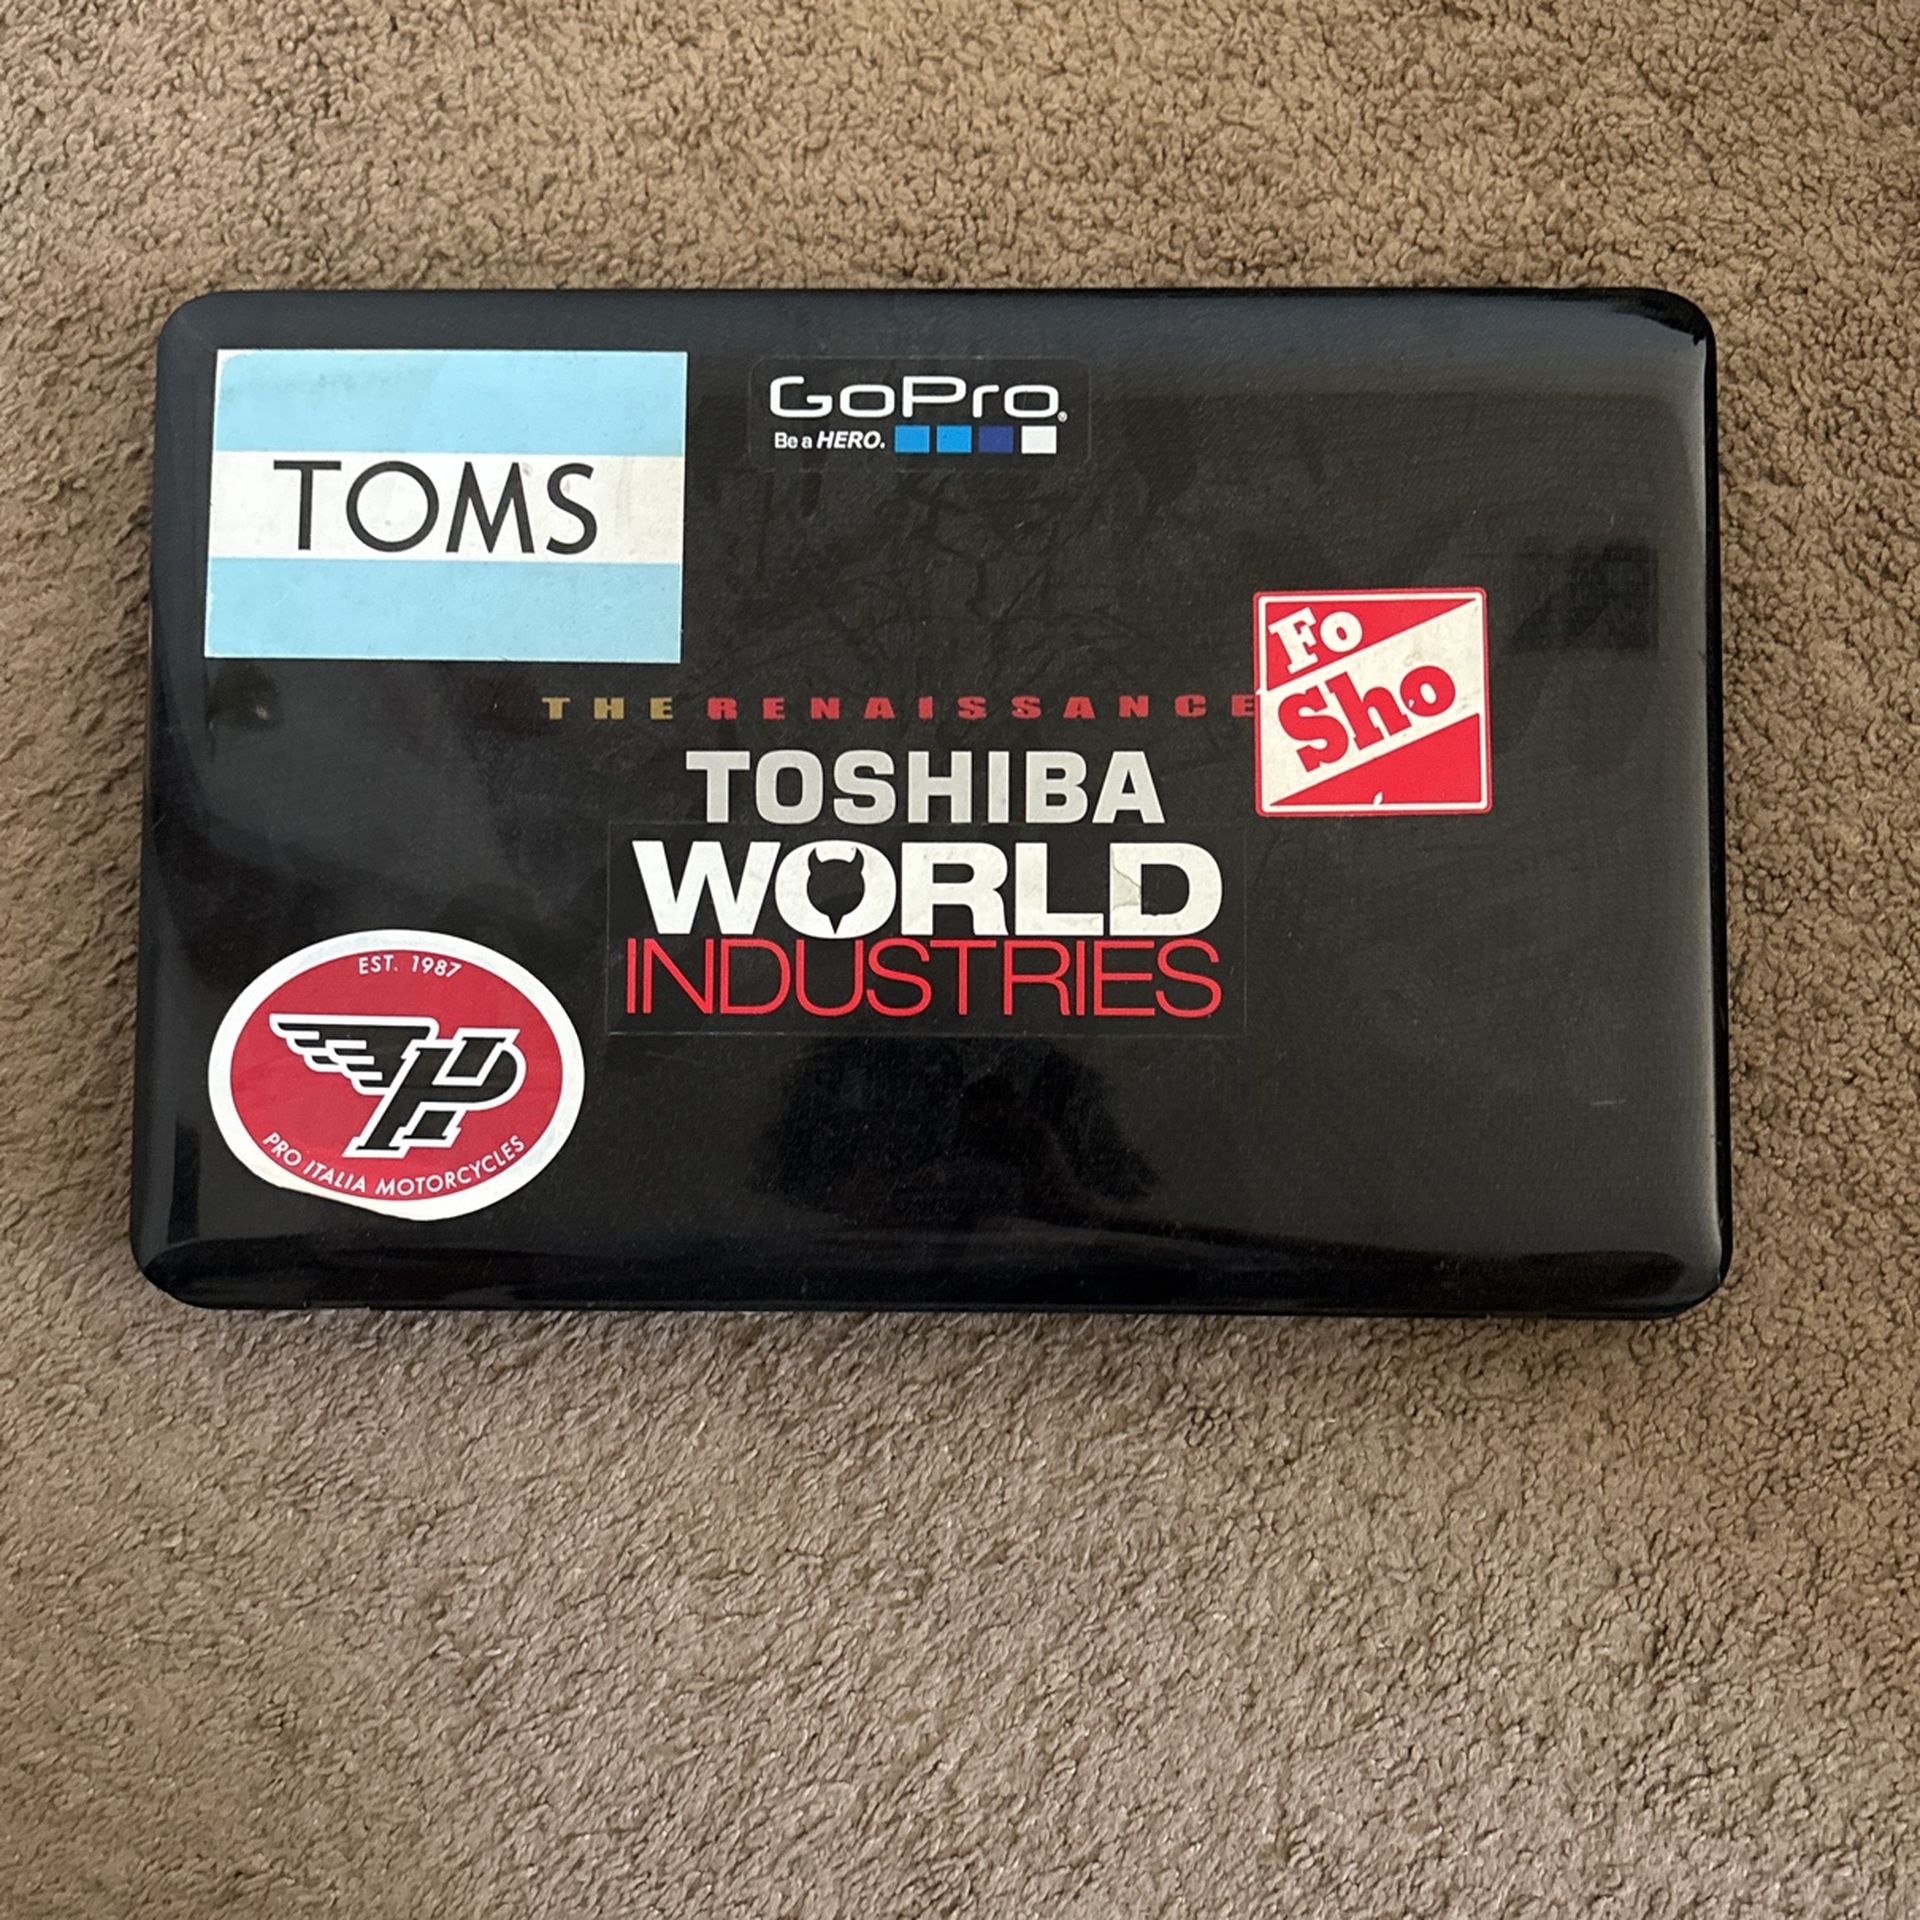 TOMS
GoPro®
Be a HERO.
Fo
Sho
THE RENAISSANCE
TOSHIBA
WORLD
INDUSTRIES
EST. 1987
P
PRO ITALIA MOTORCYCLES